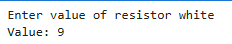 Enter value of resistor white
Value: 9